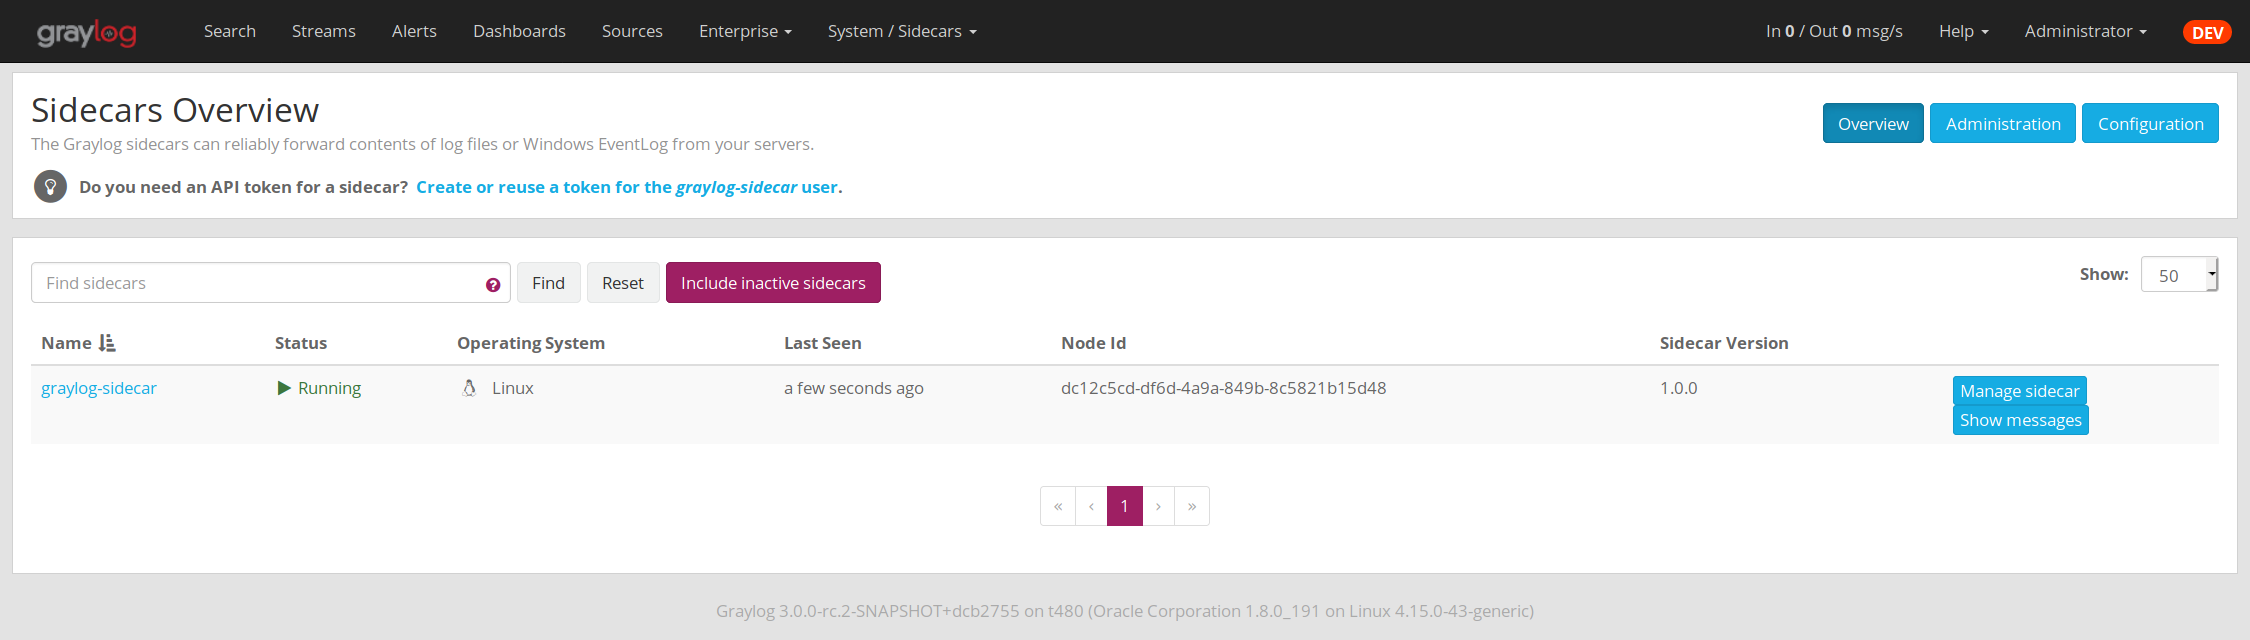 graylog Search Streams Alerts Dashboards Sources Enterprise System / Sidecars In 0 / Out 0 msg/s Help Administrator DEV
Sidecars Overview
The Graylog sidecars can reliably forward contents of log files or Windows EventLog from your servers.
Overview Administration Configuration
Do you need an API token for a sidecar? Create or reuse a token for the graylog-sidecar user.
Find sidecars ? Find Reset Include inactive sidecars Show: 50
Name Status Operating System Last Seen Node Id Sidecar Version
graylog-sidecar Running Linux a few seconds ago dc12c5cd-df6d-4a9a-849b-8c5821b15d48 1.0.0 Manage sidecar
Show messages
« ‹ 1 › »
Graylog 3.0.0-rc.2-SNAPSHOT+dcb2755 on t480 (Oracle Corporation 1.8.0_191 on Linux 4.15.0-43-generic)